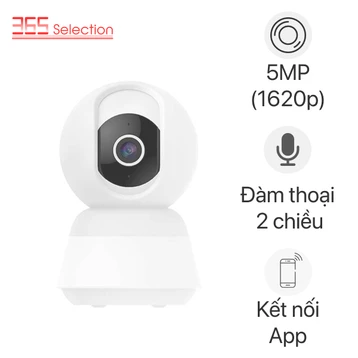 365 Selection
5MP
(1620p)
Đàm thoại
2 chiều
Kết nối
App